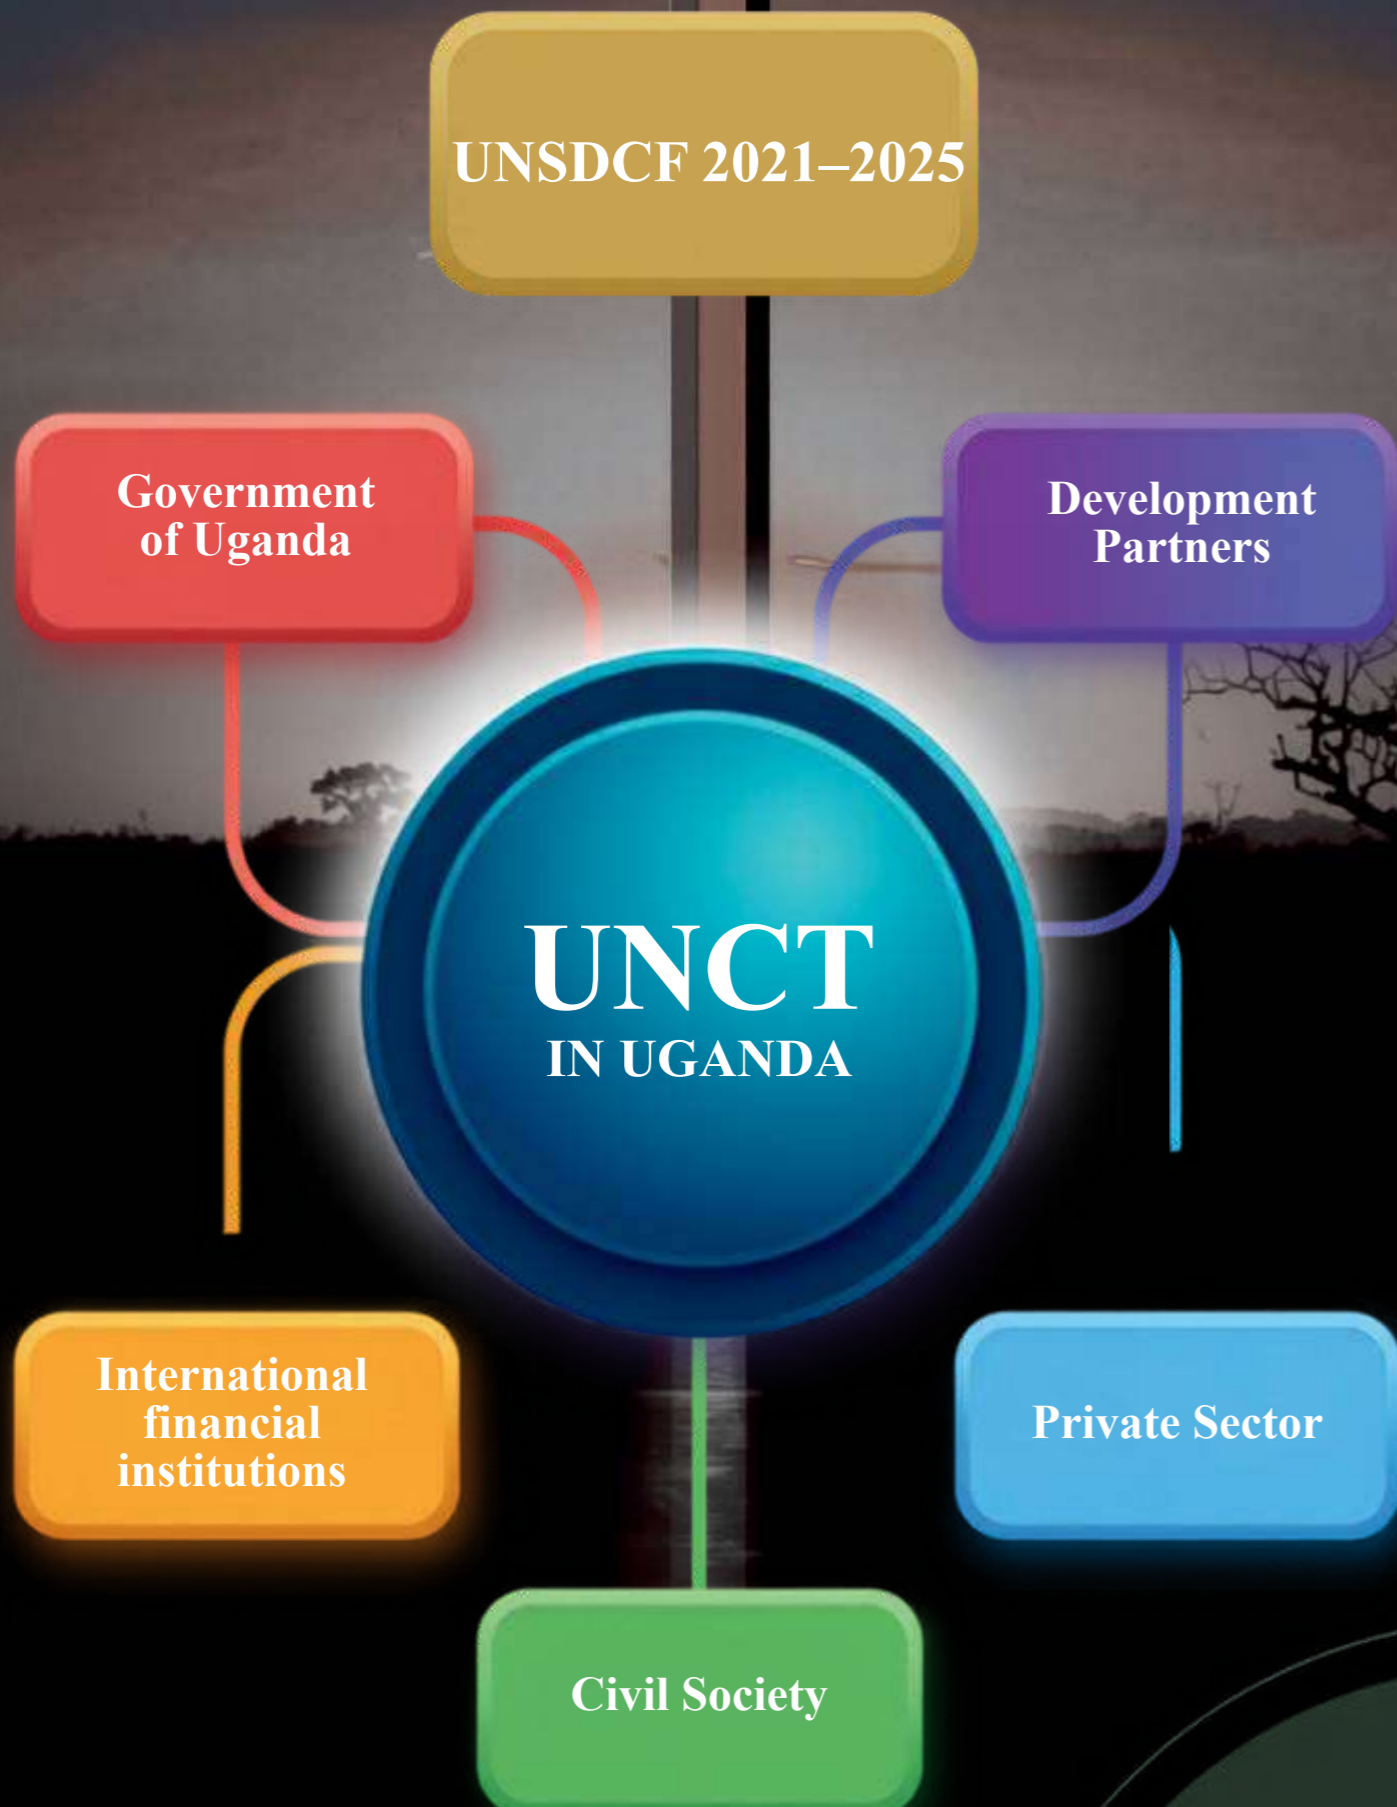 UNSDCF 2021–2025
Government
of Uganda
Development
Partners
UNCT
IN UGANDA
International
financial
institutions
Private Sector
Civil Society